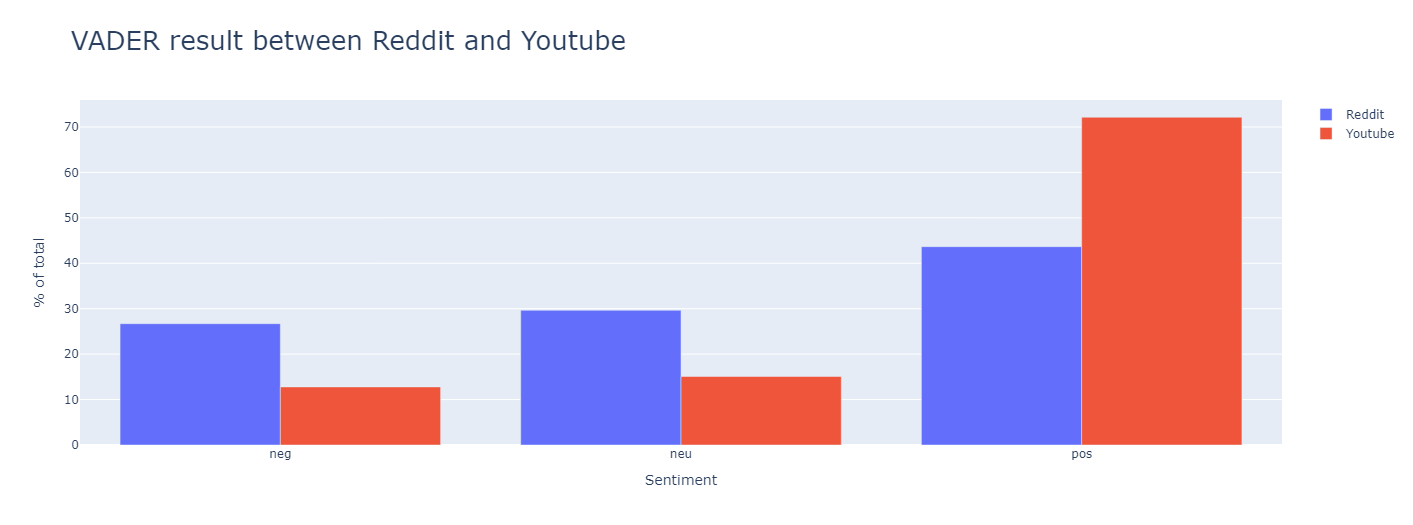 VADER result between Reddit and Youtube
Reddit
Youtube
% of total
70
60
50
40
30
20
10
0
neg
neu
pos
Sentiment